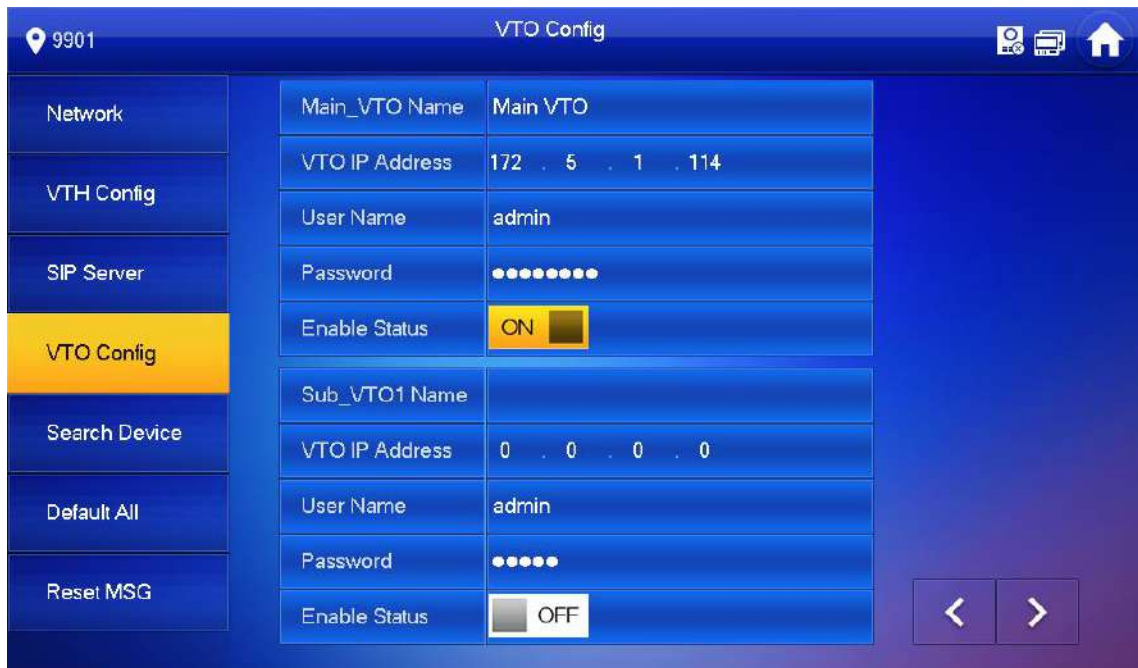 9901 VTO Config
Network
VTH Config
SIP Server
VTO Config
Search Device
Default All
Reset MSG
Main_VTO Name Main VTO
VTO IP Address 172 . 5 . 1 . 114
User Name admin
Password ●●●●●●●●
Enable Status ON
Sub_VTO1 Name
VTO IP Address 0 . 0 . 0 . 0
User Name admin
Password ●●●●●
Enable Status OFF